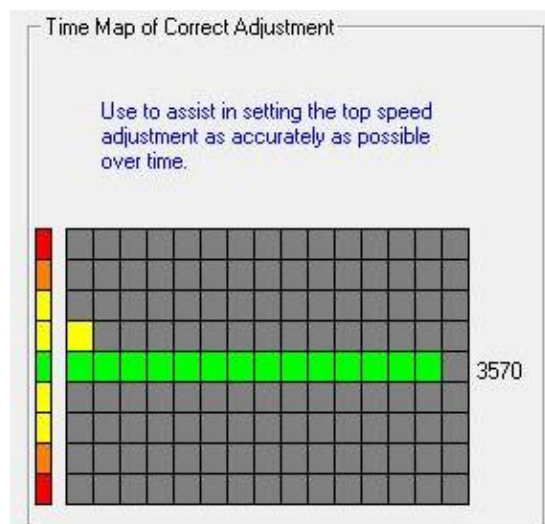 Time Map of Correct Adjustment
Use to assist in setting the top speed
adjustment as accurately as possible
over time.
3570